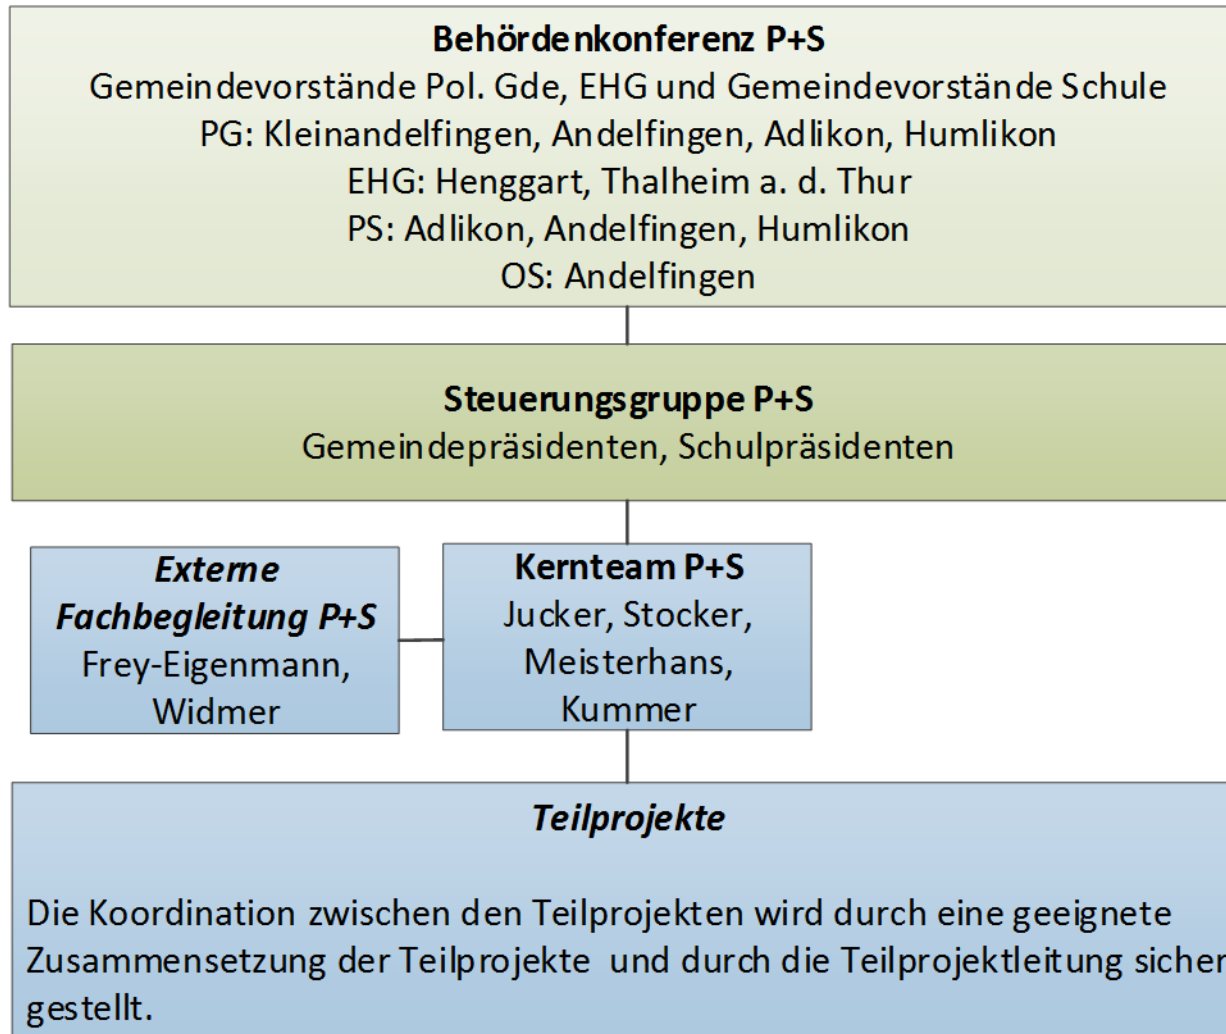 Behördenkonferenz P+S
Gemeindevorstände Pol. Gde, EHG und Gemeindevorstände Schule
PG: Kleinandelfingen, Andelfingen, Adlikon, Humlikon
EHG: Henggart, Thalheim a. d. Thur
PS: Adlikon, Andelfingen, Humlikon
OS: Andelfingen
Steuerungsgruppe P+S
Gemeindepräsidenten, Schulpräsidenten
Externe
Fachbegleitung P+S
Frey-Eigenmann,
Widmer
Kernteam P+S
Jucker, Stocker,
Meisterhans,
Kummer
Teilprojekte
Die Koordination zwischen den Teilprojekten wird durch eine geeignete
Zusammensetzung der Teilprojekte und durch die Teilprojektleitung sicher
gestellt.